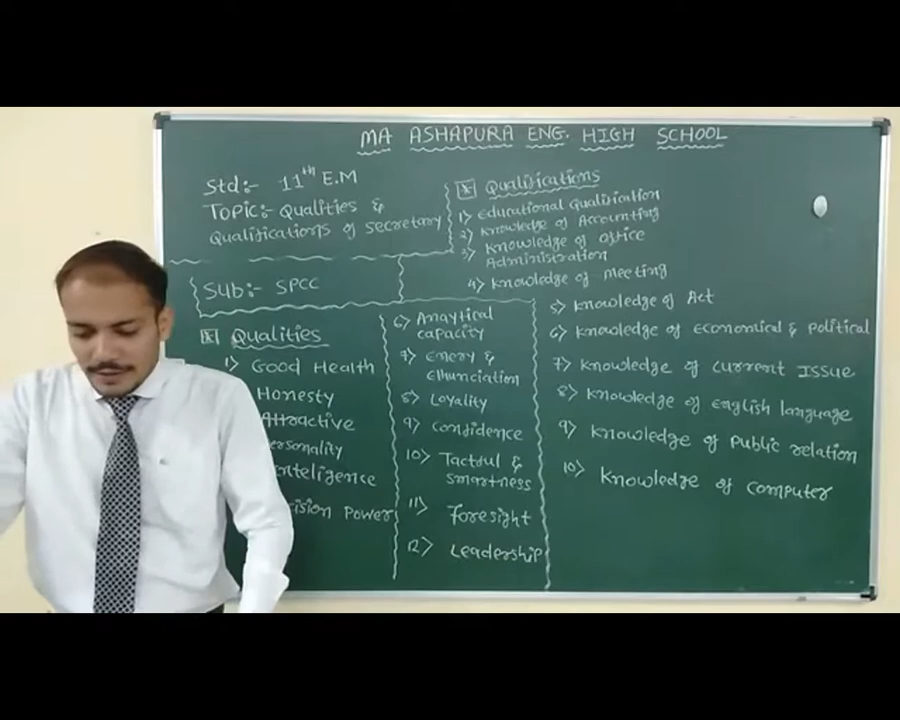 MA ASHAPURA ENG. HIGH SCHOOL
Std:- 11th E.M
Topic:- Qualities &
Qualifications of secretary
Sub:- SPCC
* Qualities
1) Good Health
Honesty
Attractive
ersonality
Inteligence
ision Power
6) Anaytical
capacity
7) Enery &
8) Loyality
9) Confidence
10) Tactful &
smartness
11) Foresight
12) Leadership
* Qualifications
1) Educational Qualification
2) Knowledge of Accounting
3) Knowledge of office
Administration
4) Knowledge of Meeting
5) Knowledge of Act
6) Knowledge of Economical & Political
7) Knowledge of current Issue
8) Knowledge of English language
9) Knowledge of Public relation
10) Knowledge of Computer